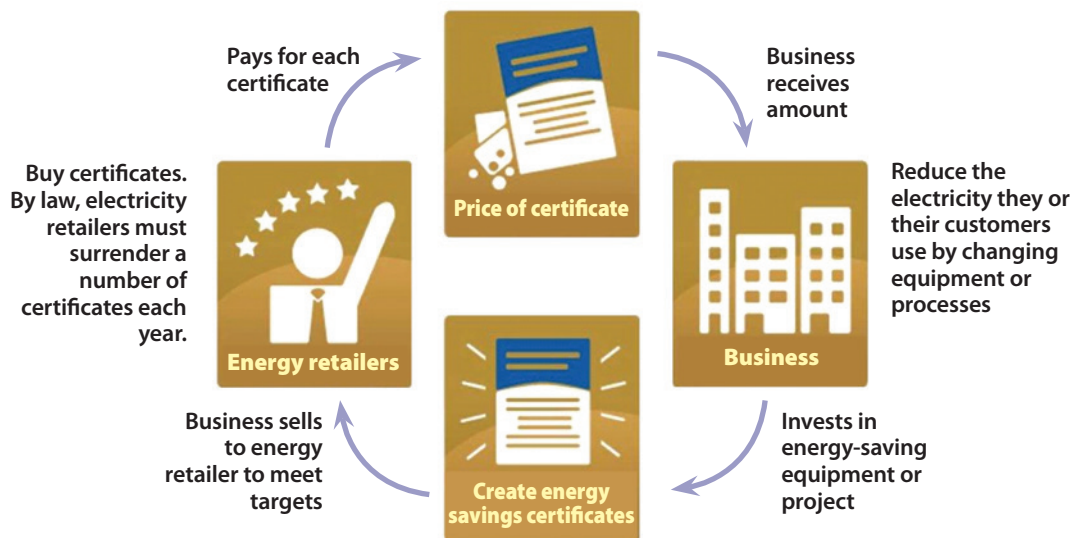 Pays for each
certificate
Business
receives
amount
Price of certificate
Buy certificates.
By law, electricity
retailers must
surrender a
number of
certificates each
year.
Energy retailers
Reduce the
electricity they or
their customers
use by changing
equipment or
processes
Business
Business sells
to energy
retailer to meet
targets
Create energy
savings certificates
Invests in
energy-saving
equipment or
project